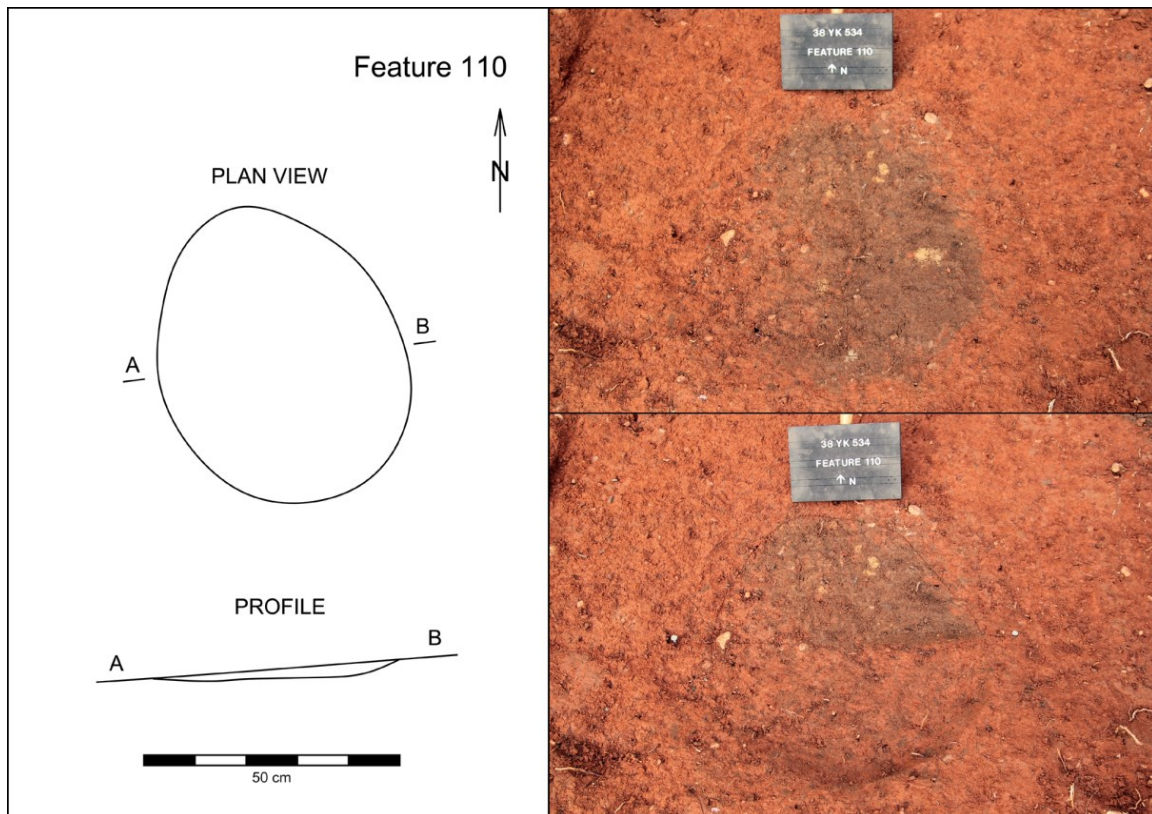 Feature 110
N
PLAN VIEW
A
B
PROFILE
A
B
50 cm
38 YK 534
FEATURE 110
↑ N
38 YK 534
FEATURE 110
↑ N